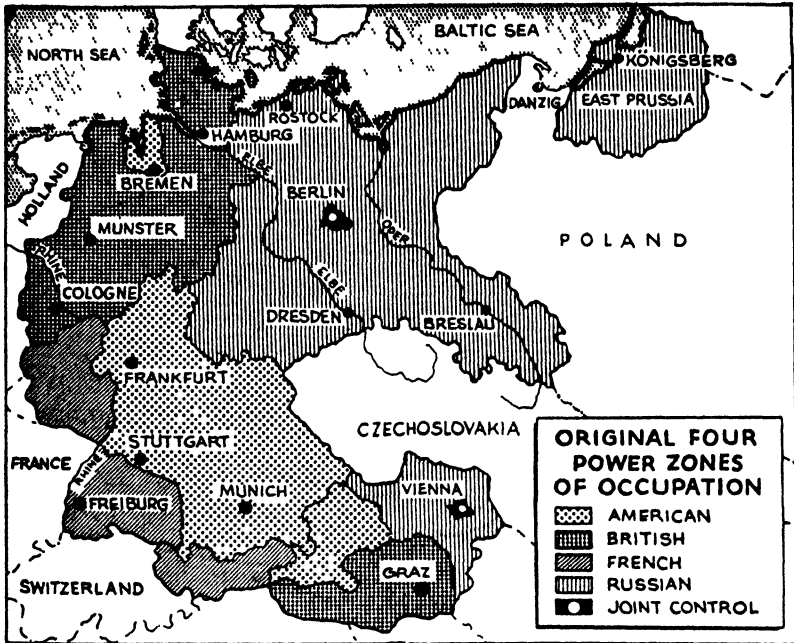 NORTH SEA
BALTIC SEA
KÖNIGSBERG
DANZIG
EAST PRUSSIA
ROSTOCK
HAMBURG
ELBE
HOLLAND
BREMEN
BERLIN
MUNSTER
ODER
POLAND
RHINE
ELBE
COLOGNE
DRESDEN
BRESLAU
FRANKFURT
CZECHOSLOVAKIA
STUTTGART
FRANCE
RHINE
FREIBURG
MUNICH
VIENNA
SWITZERLAND
GRAZ
ORIGINAL FOUR
POWER ZONES
OF OCCUPATION
AMERICAN
BRITISH
FRENCH
RUSSIAN
JOINT CONTROL